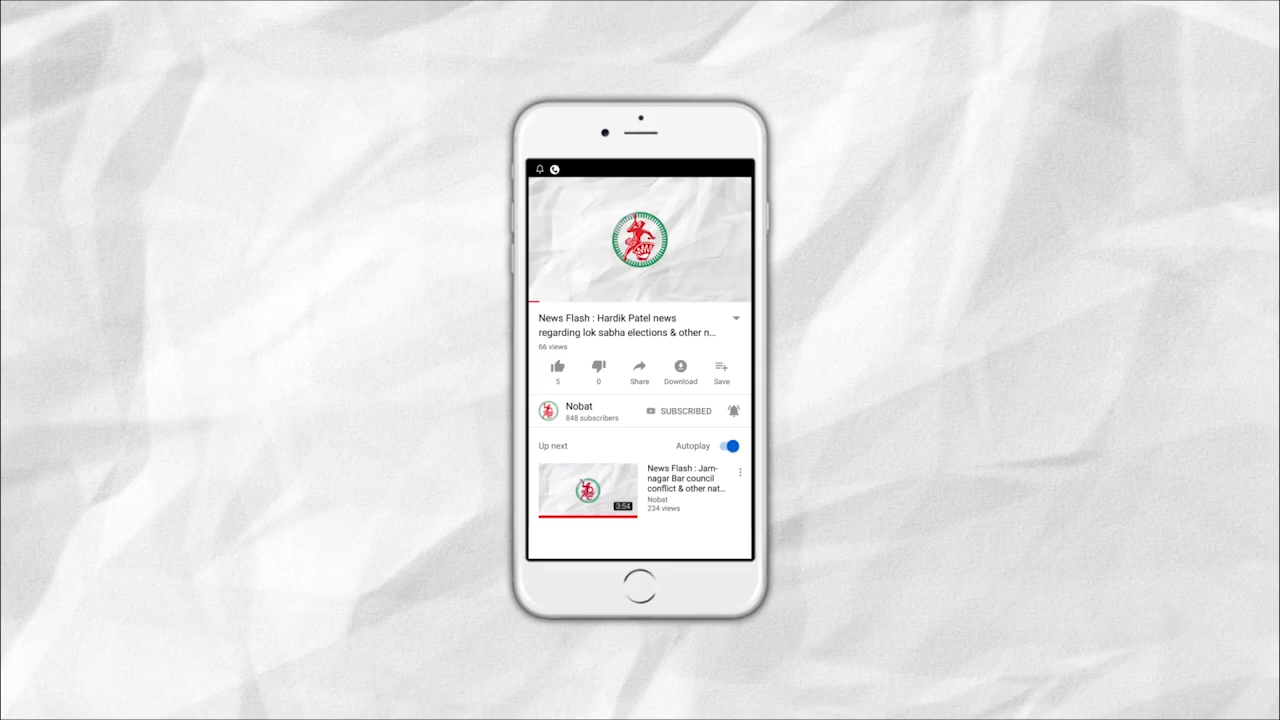 News Flash : Hardik Patel news
regarding lok sabha elections & other n...
66 views
5
0
Share
Download
Save
Nobat
848 subscribers
SUBSCRIBED
Up next
Autoplay
News Flash : Jam-
nagar Bar council
conflict & other nat...
Nobat
234 views
3:54